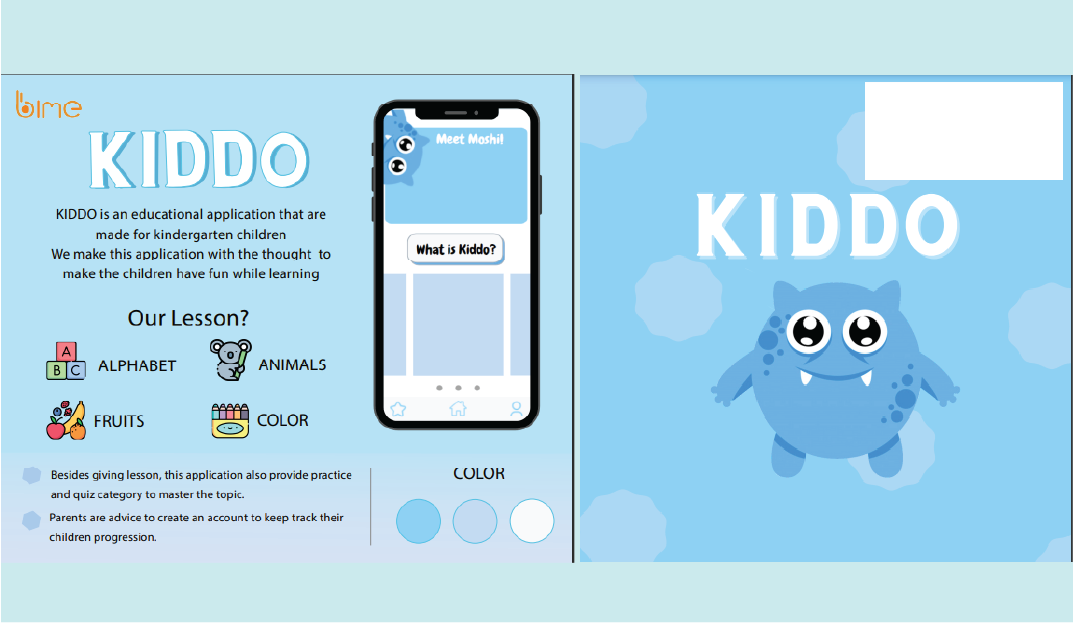 bime
KIDDO
KIDDO is an educational application that are
made for kindergarten children
We make this application with the thought to
make the children have fun while learning
Our Lesson?
A
B C
ALPHABET
ANIMALS
FRUITS
COLOR
Besides giving lesson, this application also provide practice
and quiz category to master the topic.
Parents are advice to create an account to keep track their
children progression.
Meet Moshi!
What is Kiddo?
COLOR
KIDDO